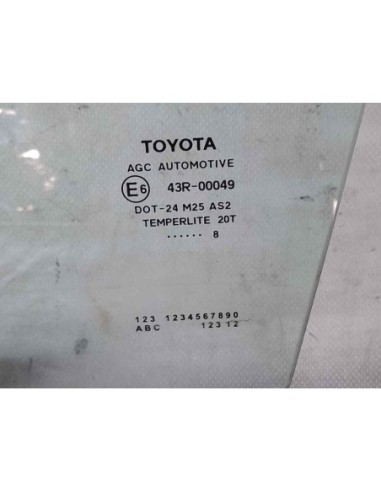 TOYOTA
AGC AUTOMOTIVE
E6 43R-00049
DOT-24 M25 AS2
TEMPERLITE 20T
...... 8
123 1234567890
ABC 12312